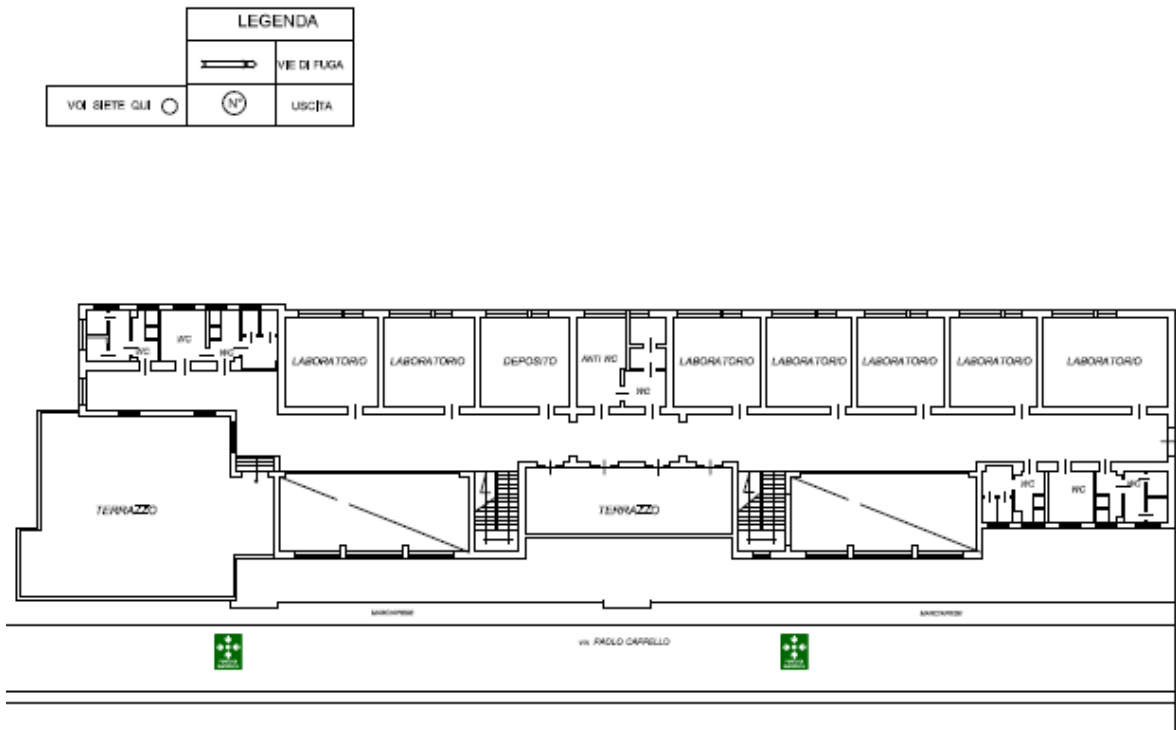 LEGENDA
VIE DI FUGA
VOI SIETE QUI
N°
USCITA
WC
WC
WC
LABORATORIO
LABORATORIO
DEPOSITO
ANTI WC
WC
LABORATORIO
LABORATORIO
LABORATORIO
LABORATORIO
LABORATORIO
TERRAZZO
TERRAZZO
WC
WC
WC
MARCIAPIEDE
MARCIAPIEDE
VIA PAOLO CAPPELLO